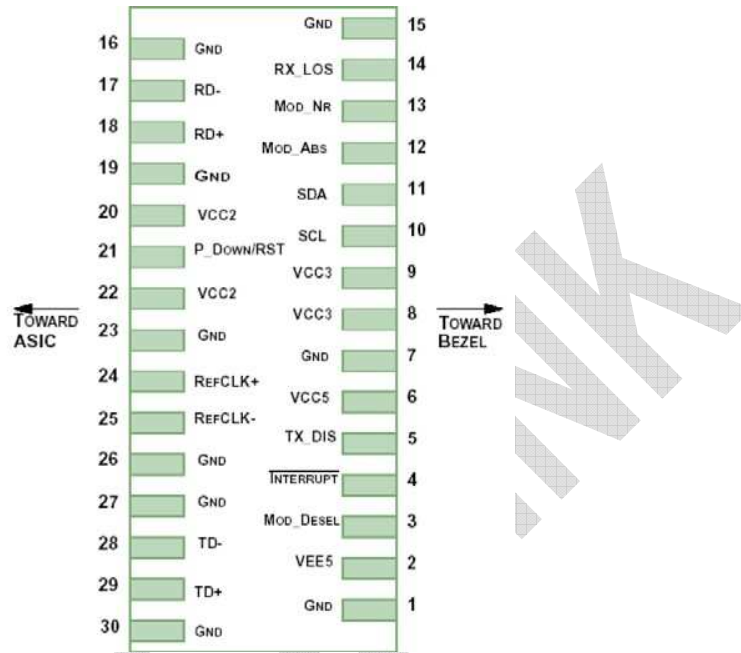 GND 15
16 GND
RX_LOS 14
17 RD-
MOD_NR 13
18 RD+
MOD_ABS 12
19 GND
SDA 11
20 VCC2
SCL 10
21 P_DOWN/RST
VCC3 9
22 VCC2
VCC3 8
TOWARD ASIC
TOWARD BEZEL
23 GND
GND 7
24 REFCLK+
VCC5 6
25 REFCLK-
TX_DIS 5
26 GND
INTERRUPT 4
27 GND
MOD_DESEL 3
28 TD-
VEE5 2
29 TD+
GND 1
30 GND